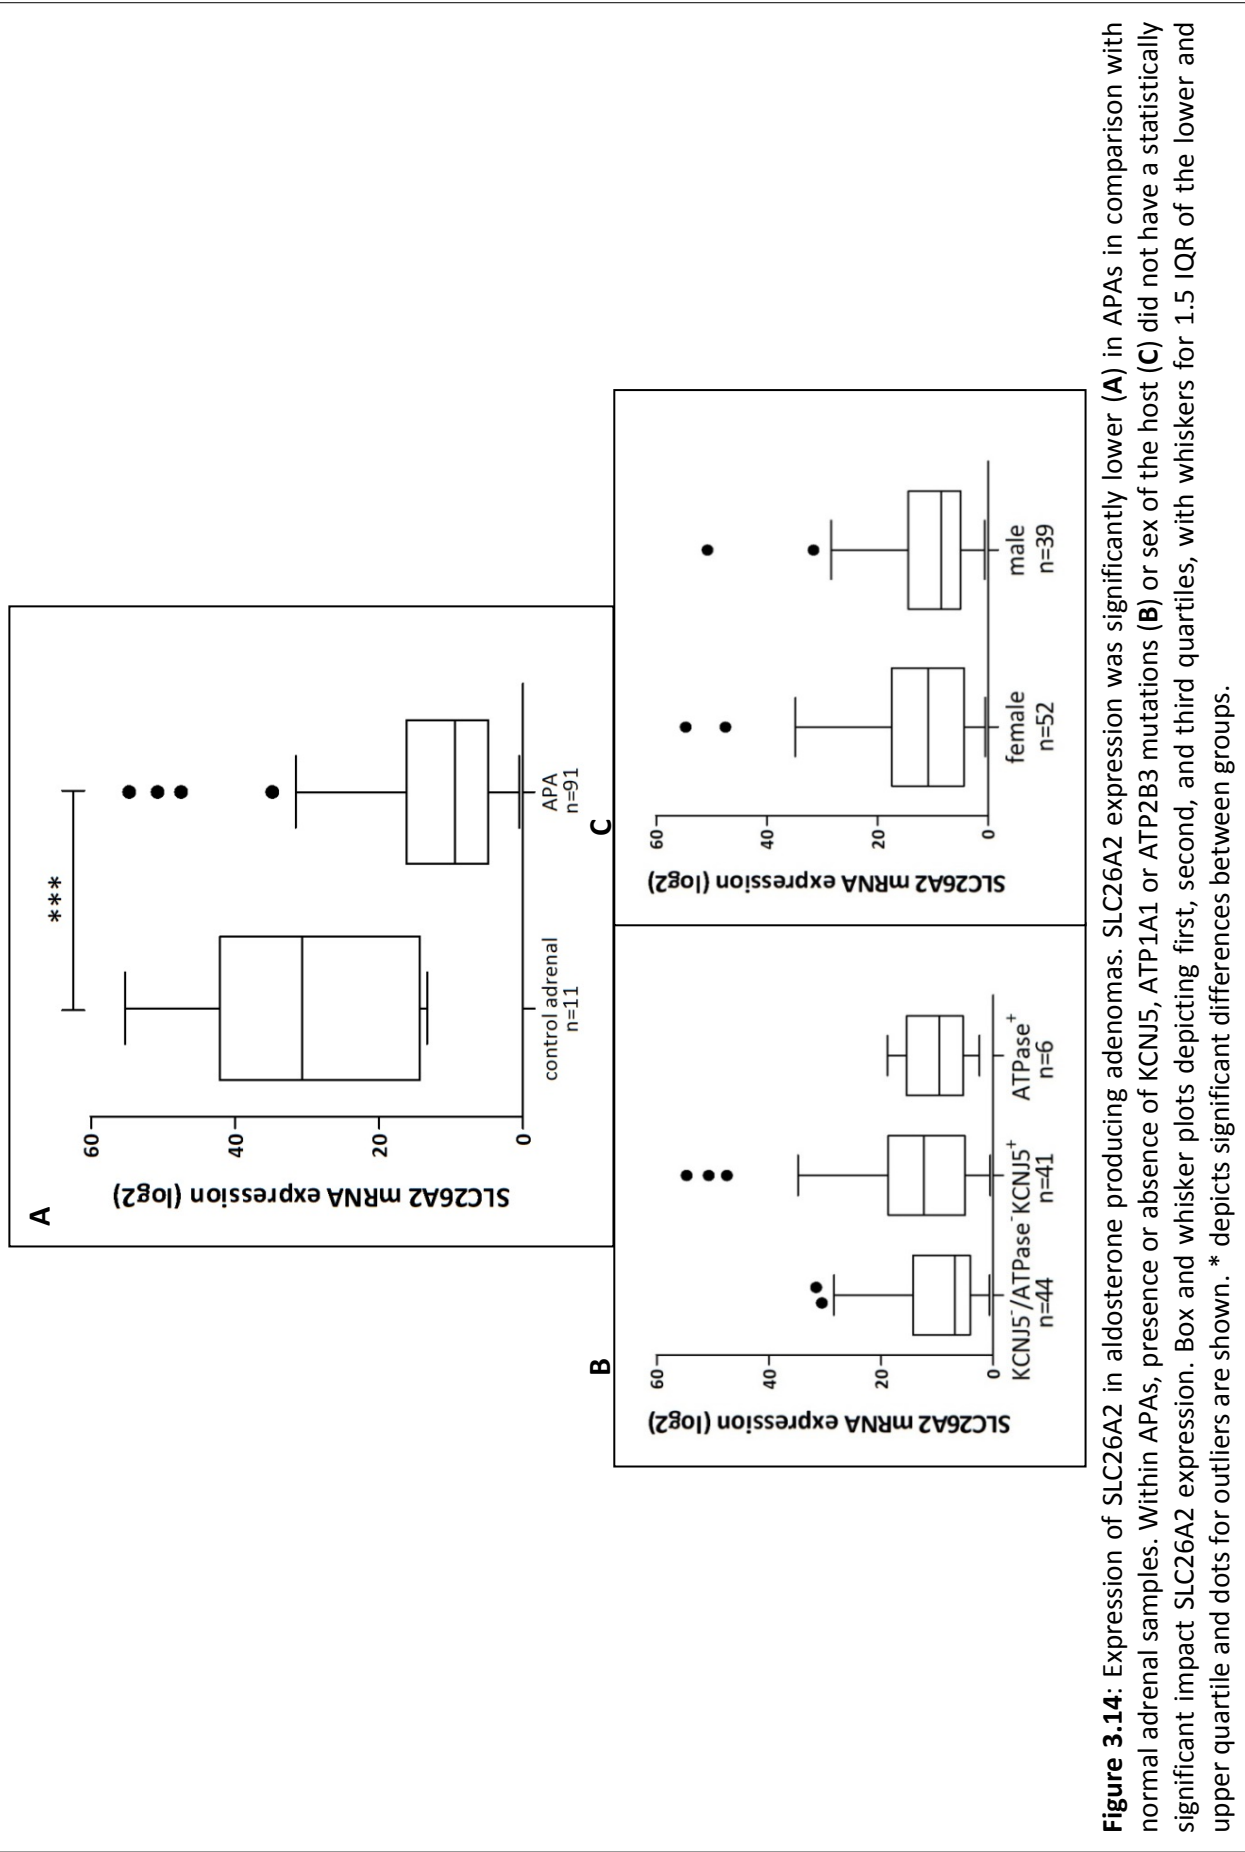 A
SLC26A2 mRNA expression (log2)
60
40
20
0
***
control adrenal
n=11
APA
n=91
B
SLC26A2 mRNA expression (log2)
60
40
20
0
KCNJ5⁻/ATPase⁻
n=44
KCNJ5⁺
n=41
ATPase⁺
n=6
C
SLC26A2 mRNA expression (log2)
60
40
20
0
female
n=52
male
n=39
Figure 3.14: Expression of SLC26A2 in aldosterone producing adenomas. SLC26A2 expression was significantly lower (A) in APAs in comparison with
normal adrenal samples. Within APAs, presence or absence of KCNJ5, ATP1A1 or ATP2B3 mutations (B) or sex of the host (C) did not have a statistically
significant impact SLC26A2 expression. Box and whisker plots depicting first, second, and third quartiles, with whiskers for 1.5 IQR of the lower and
upper quartile and dots for outliers are shown. * depicts significant differences between groups.